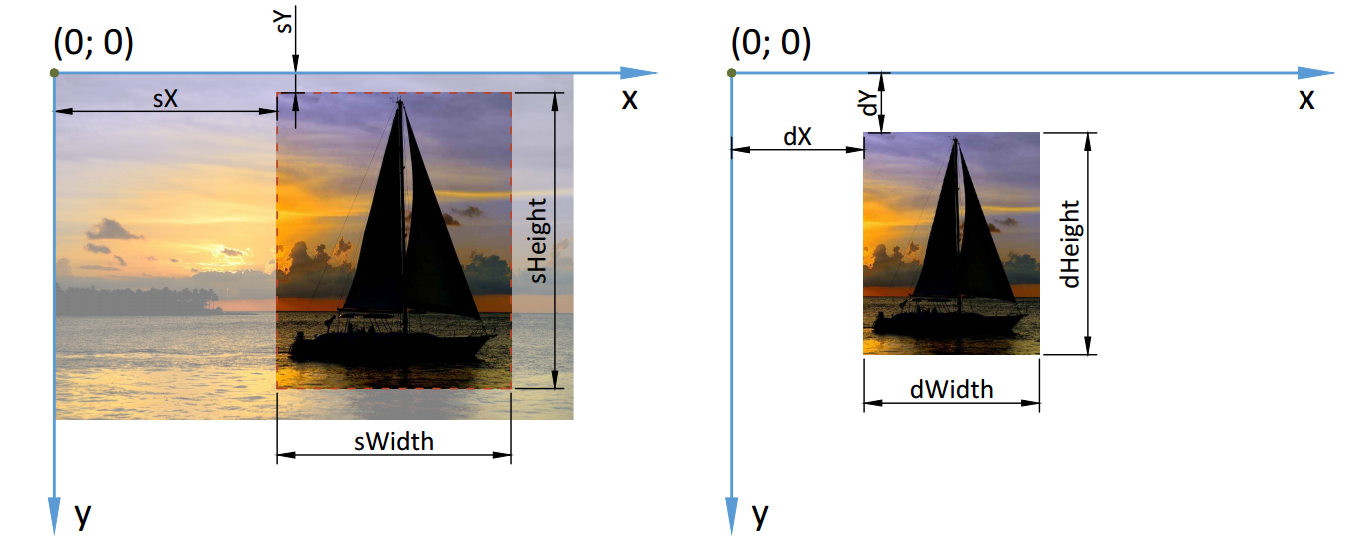 (0; 0)
sY
x
sX
sHeight
sWidth
y
(0; 0)
x
dY
dX
dHeight
dWidth
y